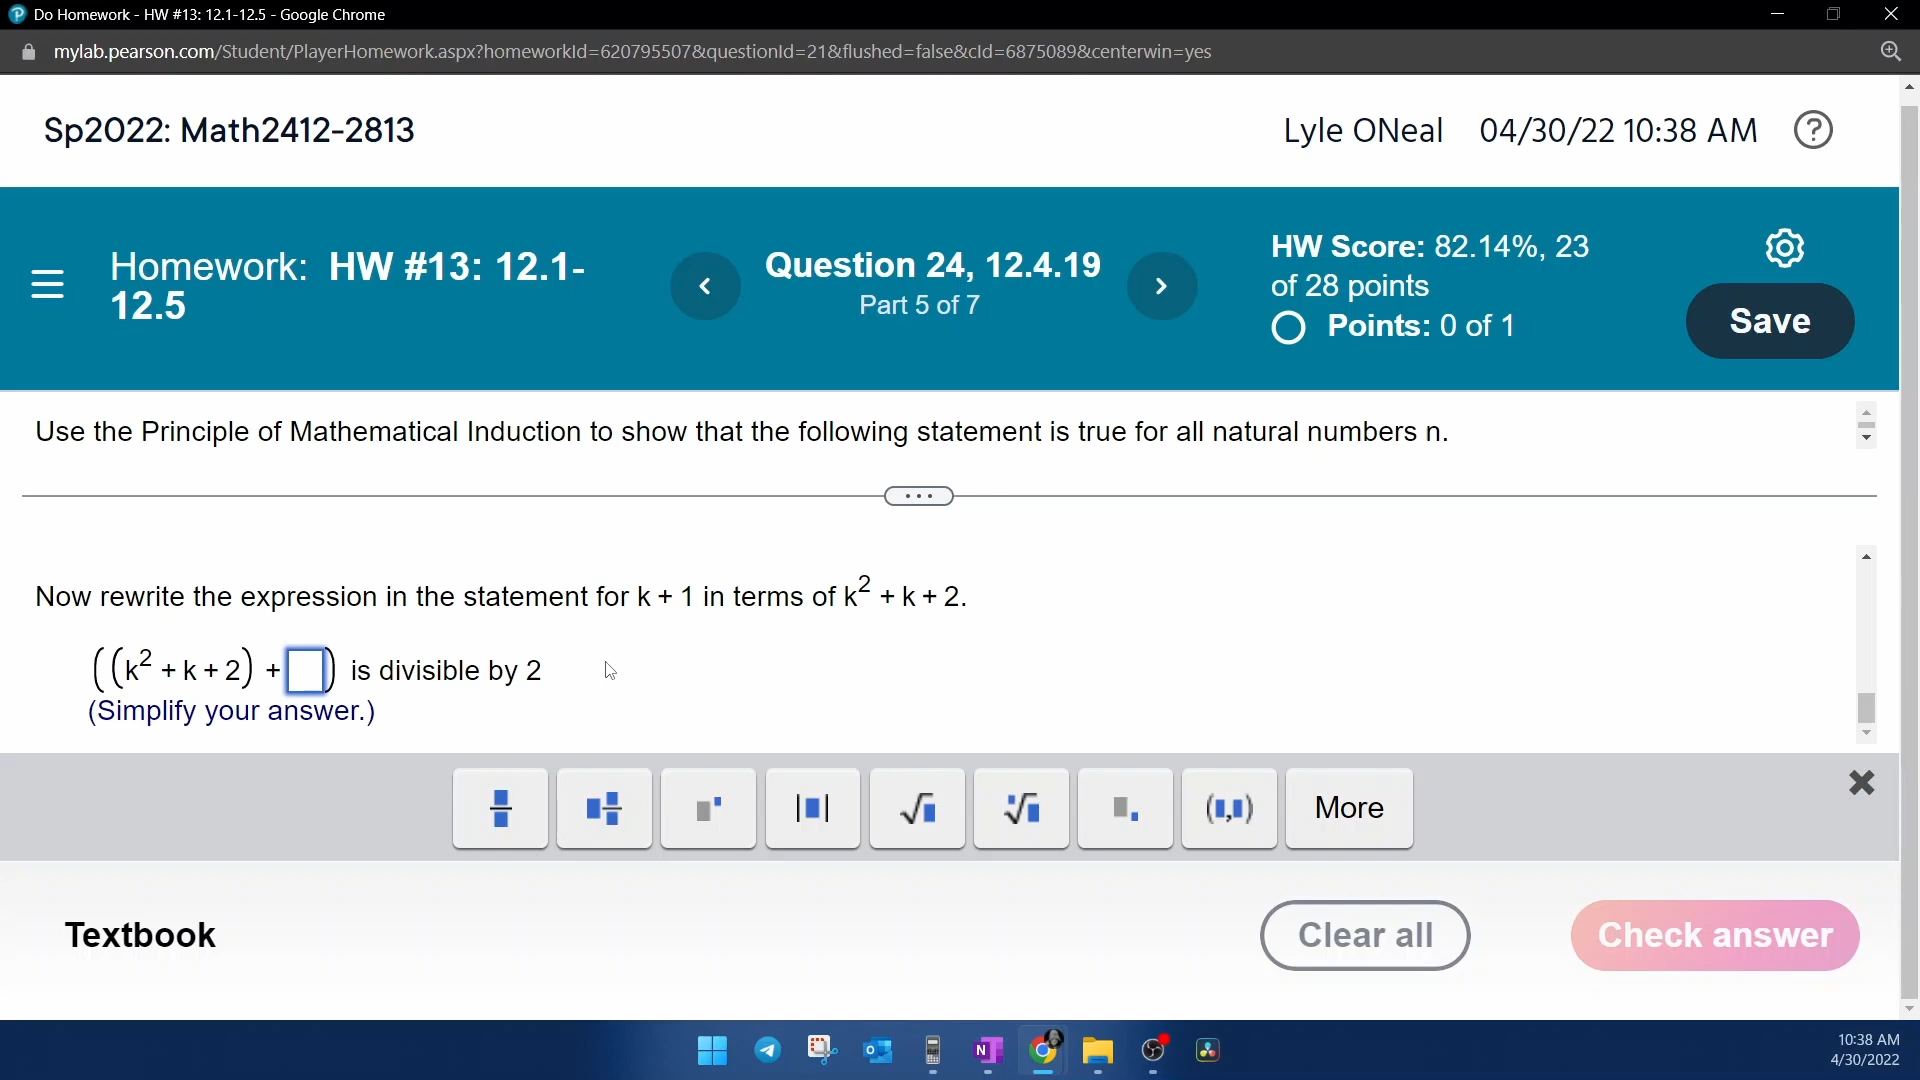 Do Homework - HW #13: 12.1-12.5 - Google Chrome
mylab.pearson.com/Student/PlayerHomework.aspx?homeworkId=620795507&questionId=21&flushed=false&cId=6875089&centerwin=yes
Sp2022: Math2412-2813
Lyle ONeal 04/30/22 10:38 AM ?
Homework: HW #13: 12.1-
12.5
Question 24, 12.4.19
Part 5 of 7
HW Score: 82.14%, 23
of 28 points
Points: 0 of 1
Save
Use the Principle of Mathematical Induction to show that the following statement is true for all natural numbers n.
Now rewrite the expression in the statement for k + 1 in terms of k² + k + 2.
((k² + k + 2) + ) is divisible by 2
(Simplify your answer.)
More
Textbook
Clear all
Check answer
10:38 AM
4/30/2022